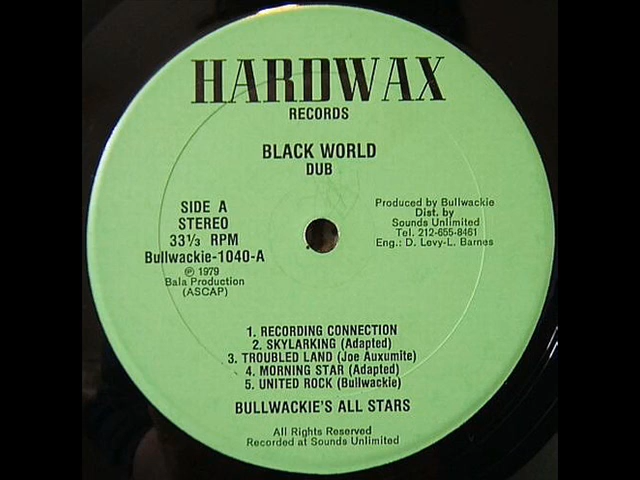 HARDWAX
RECORDS
BLACK WORLD
DUB
SIDE A
STEREO
33⅓ RPM
Bullwackie-1040-A
℗ 1979
Bala Production
(ASCAP)
Produced by Bullwackie
Dist. by
Sounds Unlimited
Tel. 212-655-8461
Eng.: D. Levy-L. Barnes
1. RECORDING CONNECTION
2. SKYLARKING (Adapted)
3. TROUBLED LAND (Joe Auxumite)
4. MORNING STAR (Adapted)
5. UNITED ROCK (Bullwackie)
BULLWACKIE'S ALL STARS
All Rights Reserved
Recorded at Sounds Unlimited